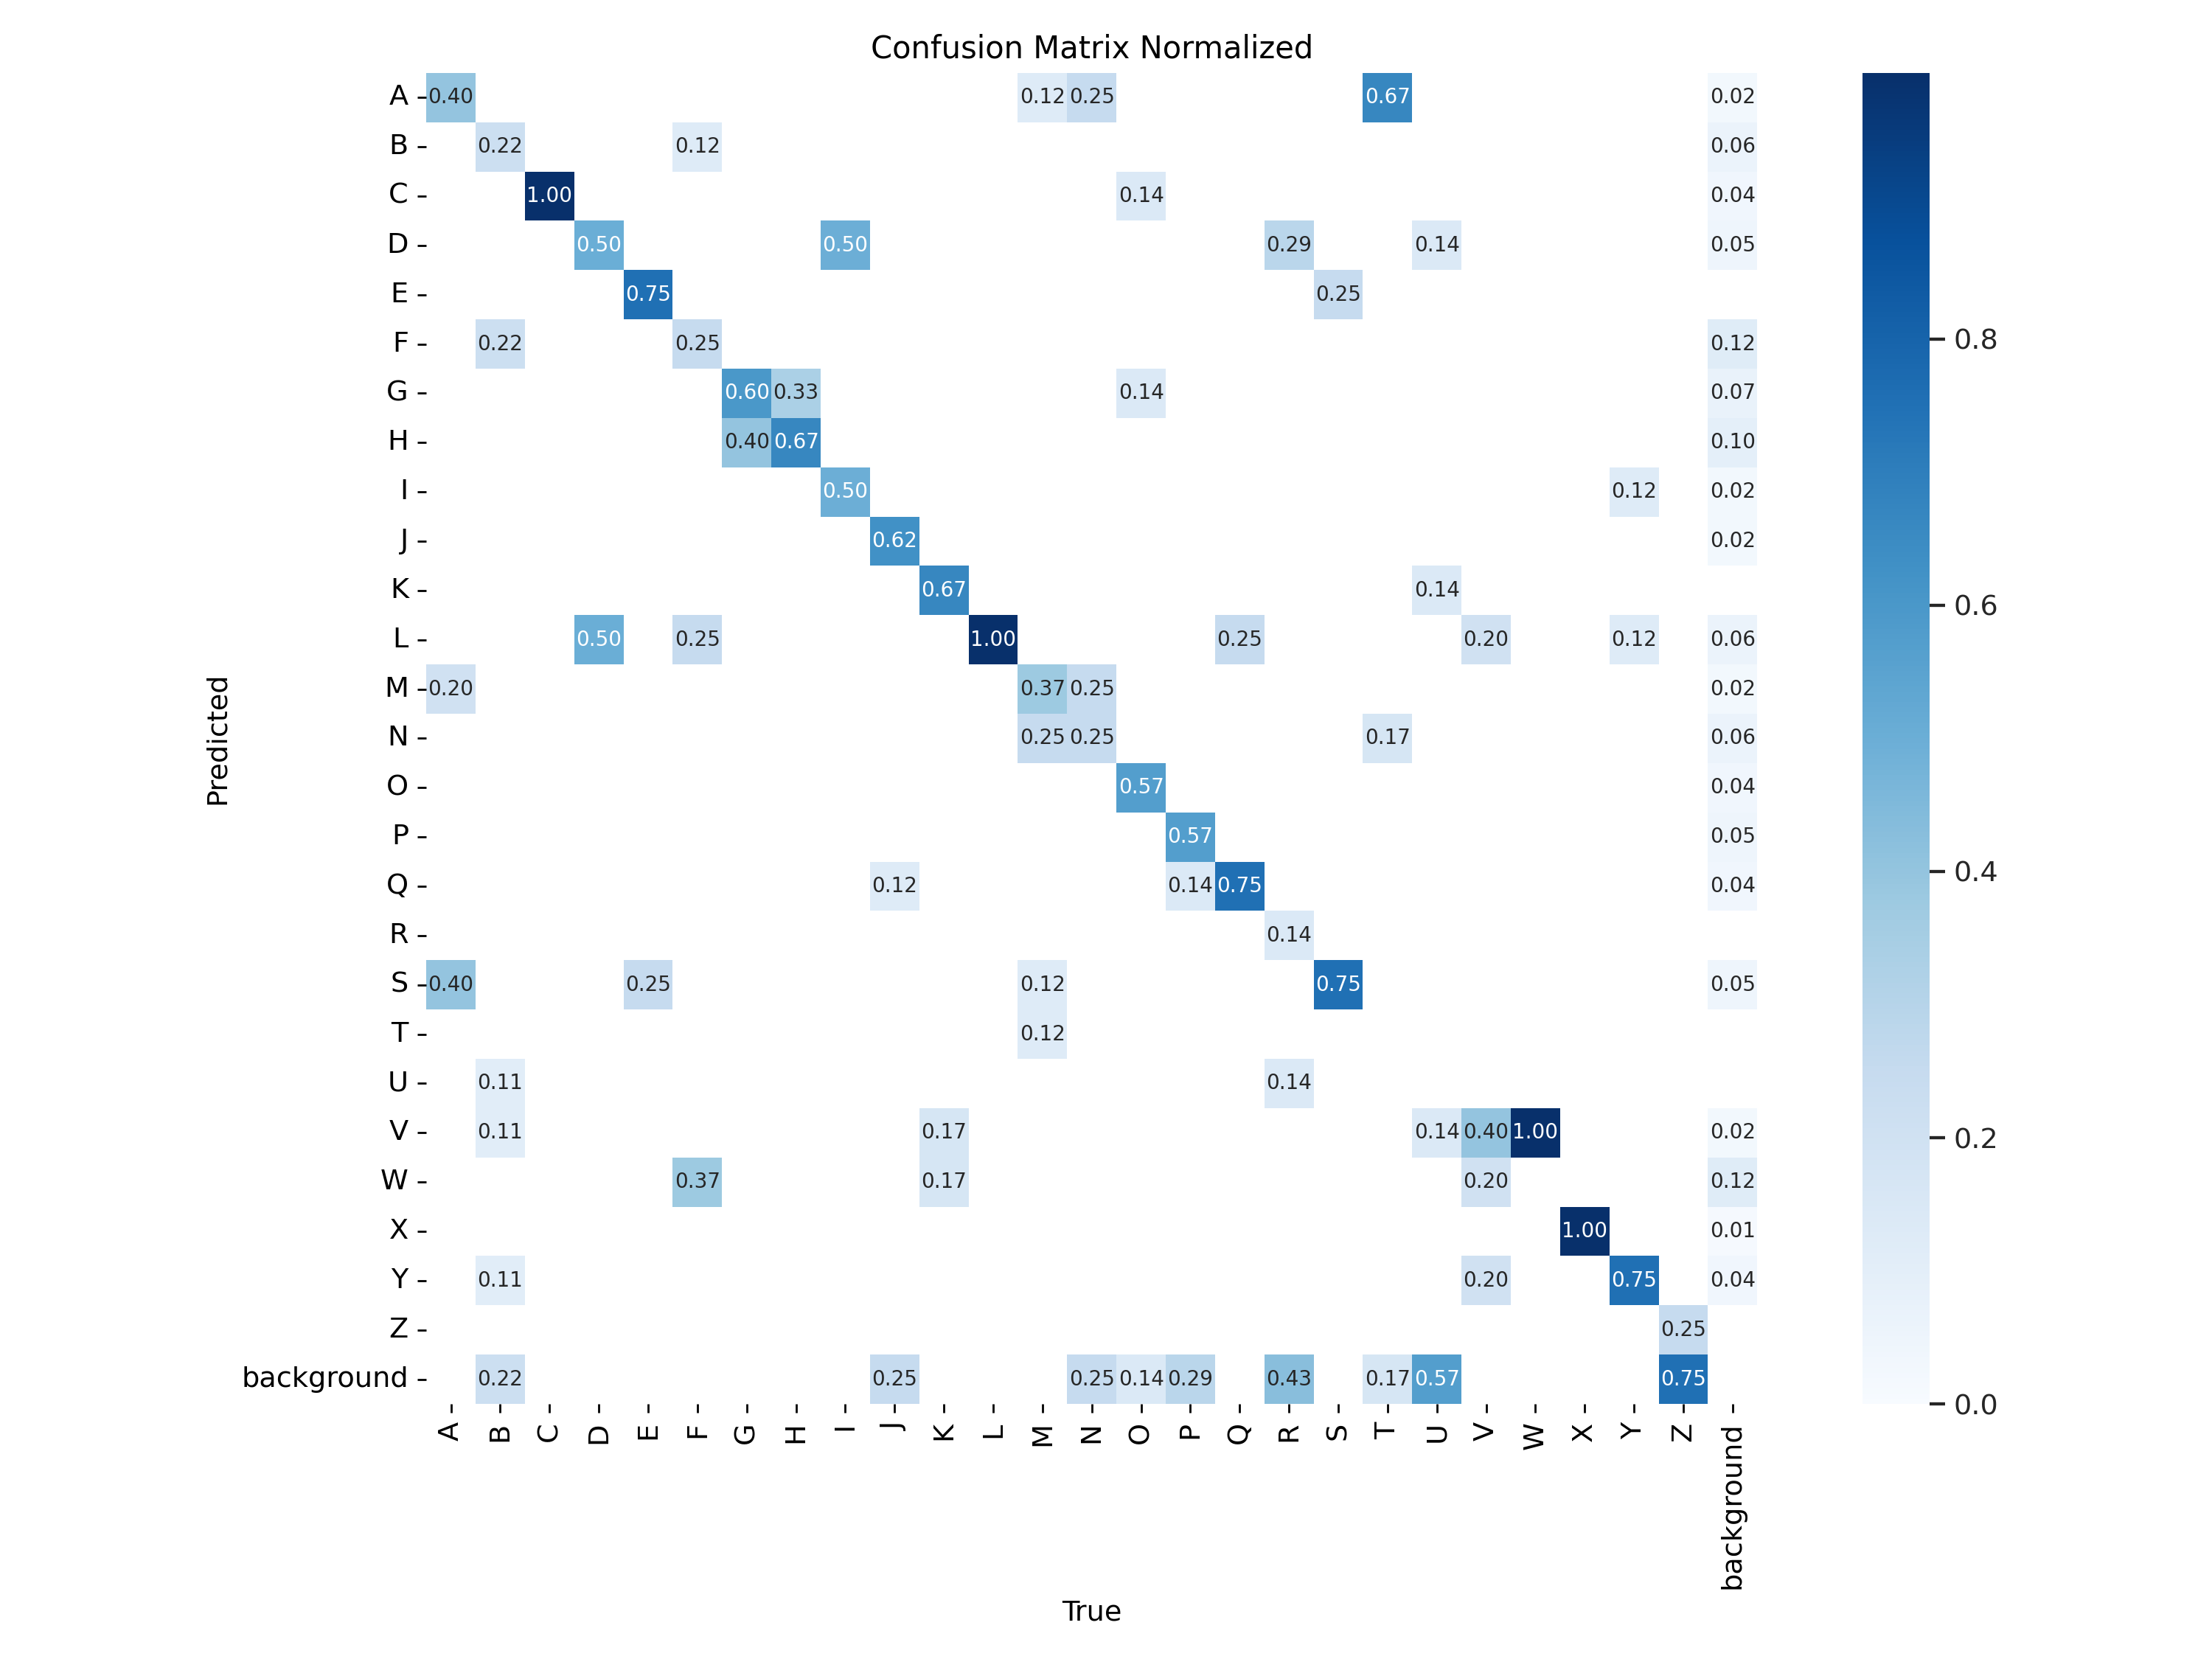 Confusion Matrix Normalized
A 0.40 0.12 0.25 0.67 0.02
B 0.22 0.12 0.06
C 1.00 0.14 0.04
D 0.50 0.50 0.29 0.14 0.05
E 0.75 0.25
F 0.22 0.25 0.12
G 0.60 0.33 0.14 0.07
H 0.40 0.67 0.10
I 0.50 0.12 0.02
J 0.62 0.02
K 0.67 0.14
L 0.50 0.25 1.00 0.25 0.20 0.12 0.06
M 0.20 0.37 0.25 0.02
N 0.25 0.25 0.17 0.06
O 0.57 0.04
P 0.57 0.05
Q 0.12 0.14 0.75 0.04
R 0.14
S 0.40 0.25 0.12 0.75 0.05
T 0.12
U 0.11 0.14
V 0.11 0.17 0.14 0.40 1.00 0.02
W 0.37 0.17 0.20 0.12
X 1.00 0.01
Y 0.11 0.20 0.75 0.04
Z 0.25
background 0.22 0.25 0.25 0.14 0.29 0.43 0.17 0.57 0.75
A B C D E F G H I J K L M N O P Q R S T U V W X Y Z background
True
Predicted
0.8
0.6
0.4
0.2
0.0